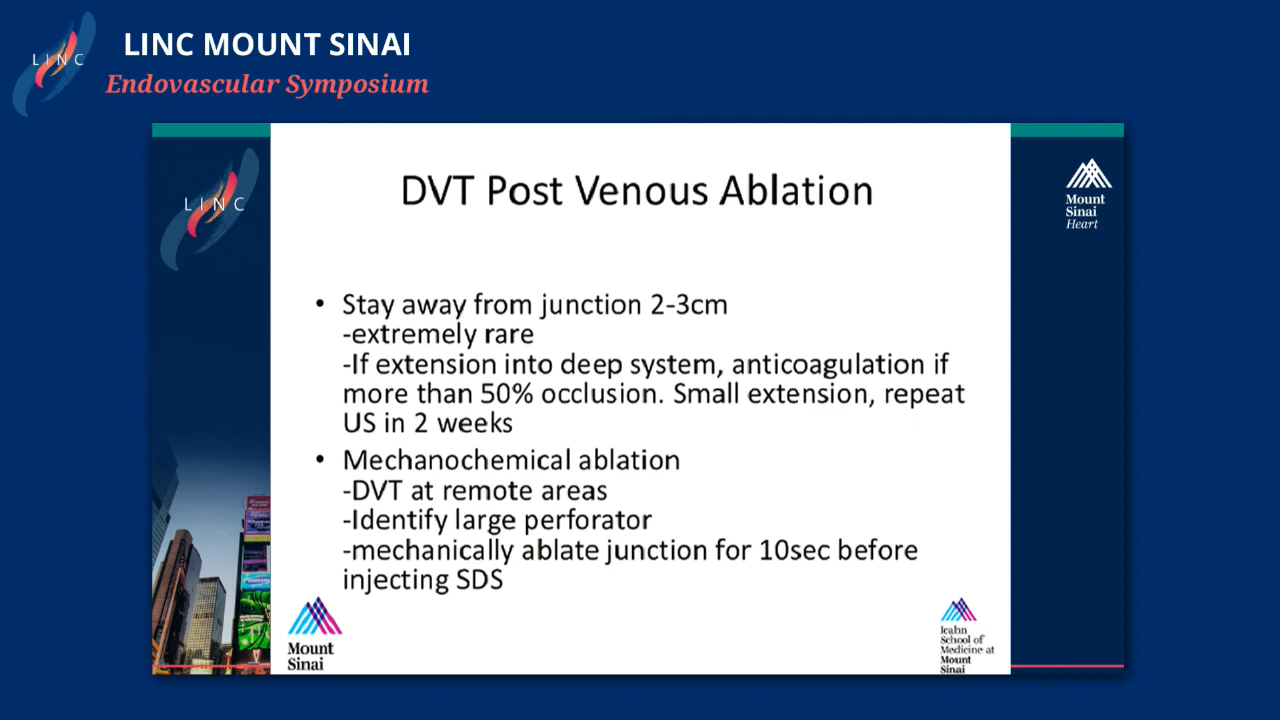 LINC
LINC MOUNT SINAI
Endovascular Symposium
LINC
Mount
Sinai
Heart
DVT Post Venous Ablation
• Stay away from junction 2-3cm
-extremely rare
-If extension into deep system, anticoagulation if
more than 50% occlusion. Small extension, repeat
US in 2 weeks
• Mechanochemical ablation
-DVT at remote areas
-Identify large perforator
-mechanically ablate junction for 10sec before
injecting SDS
Mount
Sinai
Icahn
School of
Medicine at
Mount
Sinai